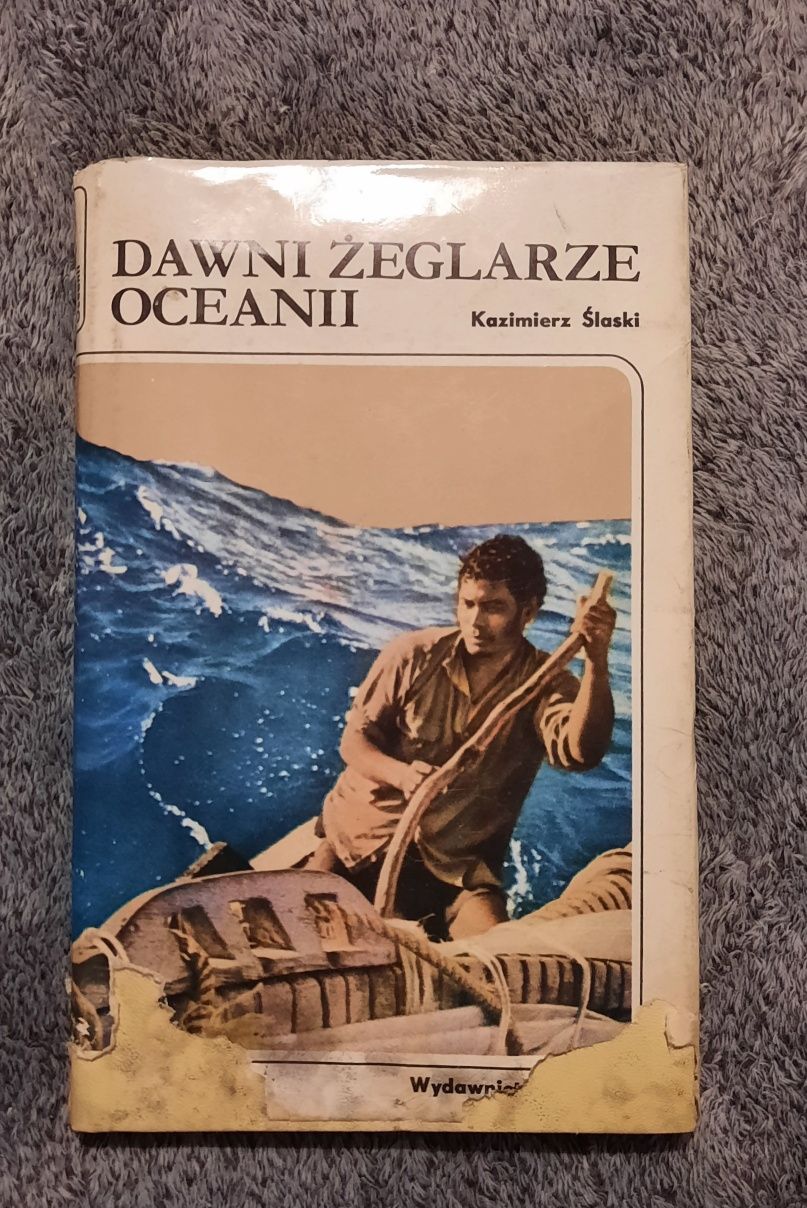 DAWNI ŻEGLARZE
OCEANII
Kazimierz Ślaski